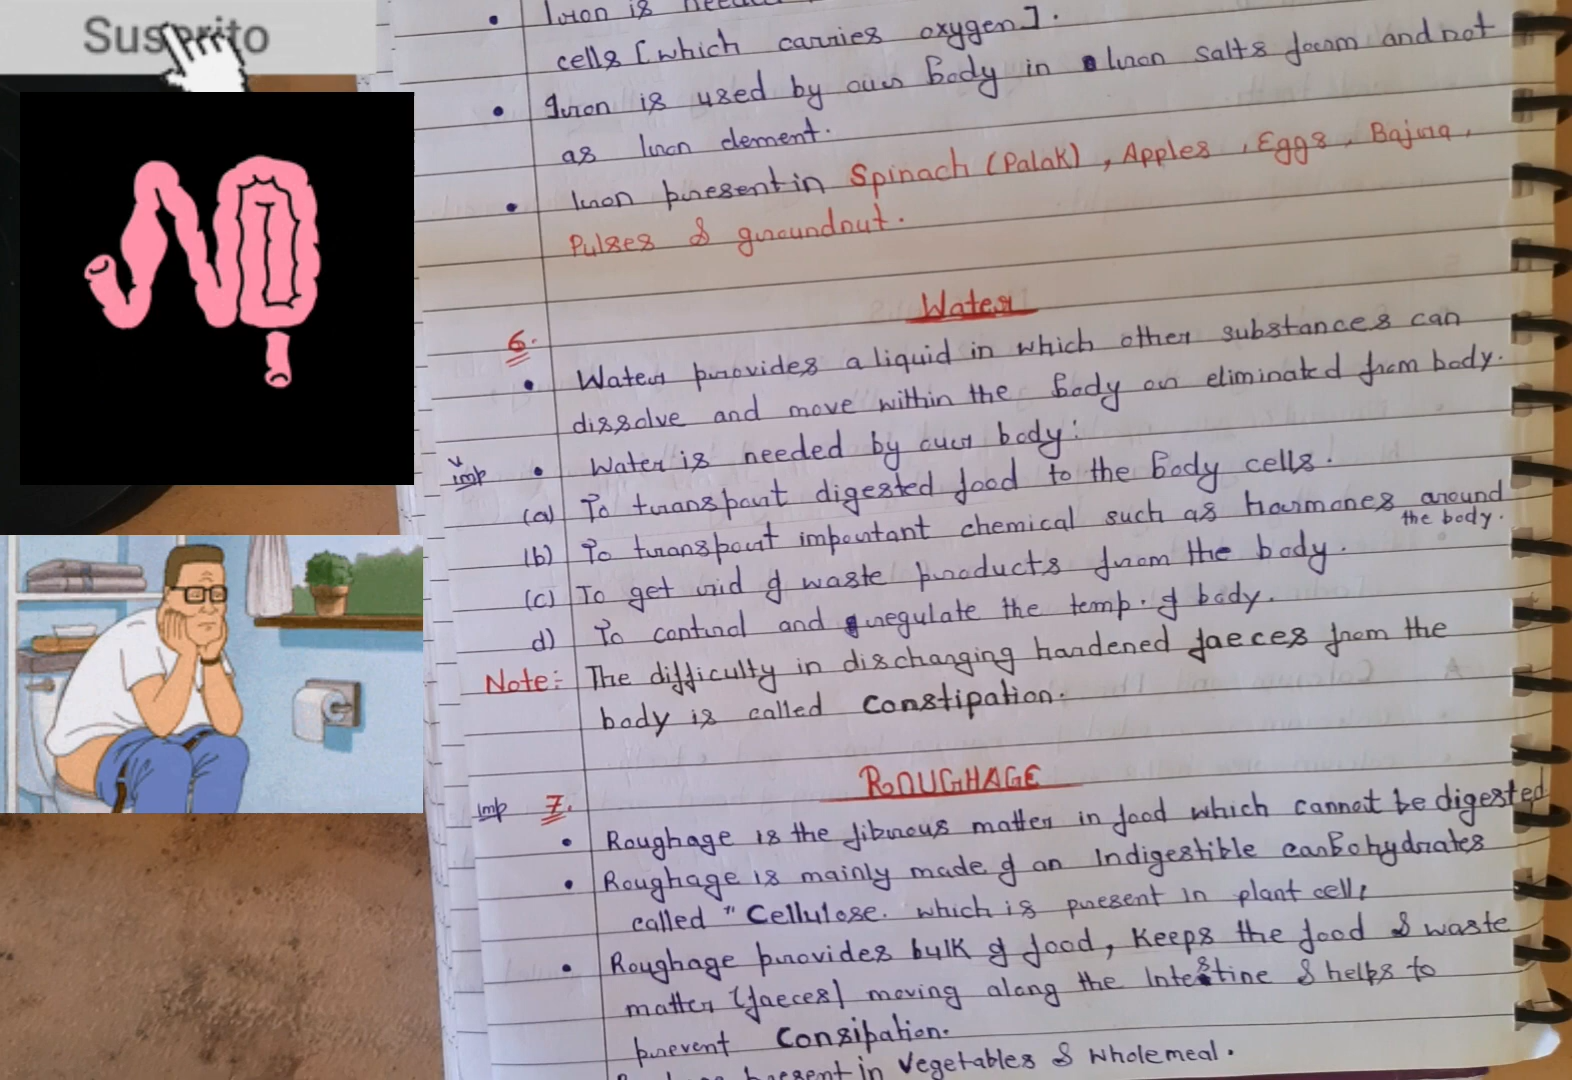 Suscrito
Iron is
cells [which carries oxygen].
Iron is used by our Body in Iron salts foam and not
as Iron element.
Iron present in Spinach (Palak), Apples, Eggs, Bajra,
Pulses & groundnut.
Water
6.
Water provides a liquid in which other substances can
dissolve and move within the Body or eliminated from body.
v imp
Water is needed by our body:
(a) To transport digested food to the Body cells.
(b) To transport important chemical such as harmones around
the body.
(c) To get rid of waste products from the body.
d) To control and regulate the temp. of body.
Note: The difficulty in discharging hardened faeces from the
body is called Constipation.
ROUGHAGE
imp 7.
Roughage is the fibrous matter in food which cannot be digested
Roughage is mainly made of an Indigestible carbohydrates
called "Cellulose. which is present in plant cell,
Roughage provides bulk of food, Keeps the food & waste
matter (faeces) moving along the Intestine & helps to
prevent Consipation.
present in Vegetables & Wholemeal.